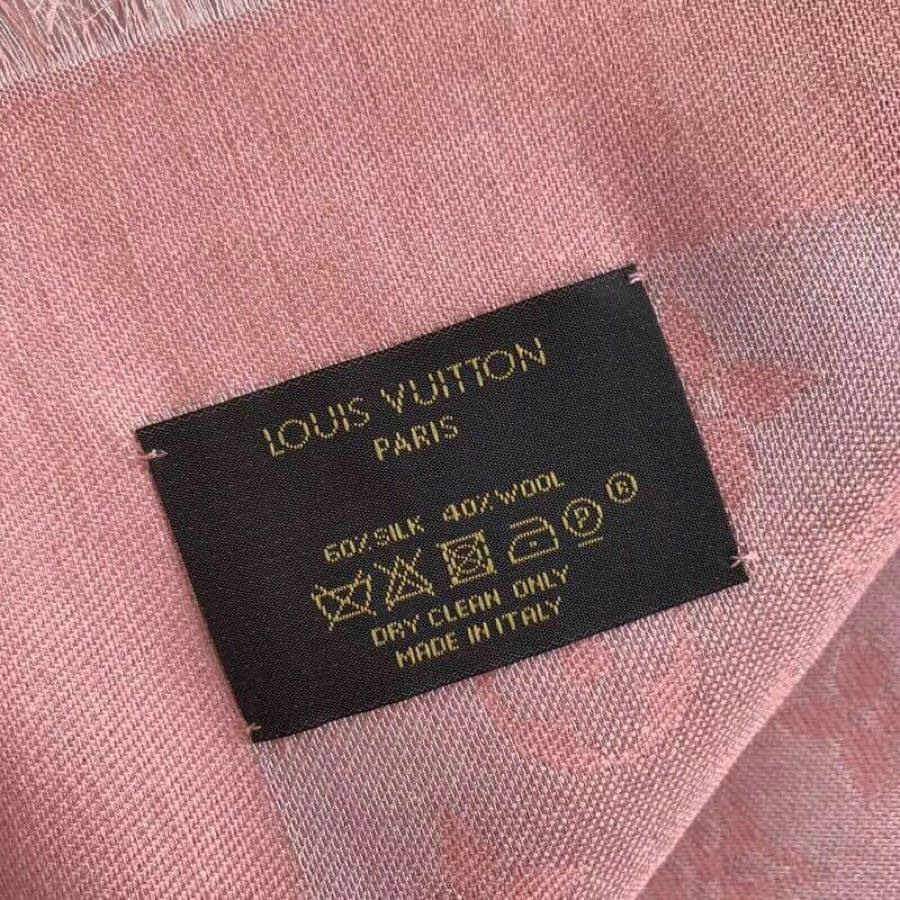 LOUIS VUITTON
PARIS
60% SILK 40% WOOL
P R
DRY CLEAN ONLY
MADE IN ITALY